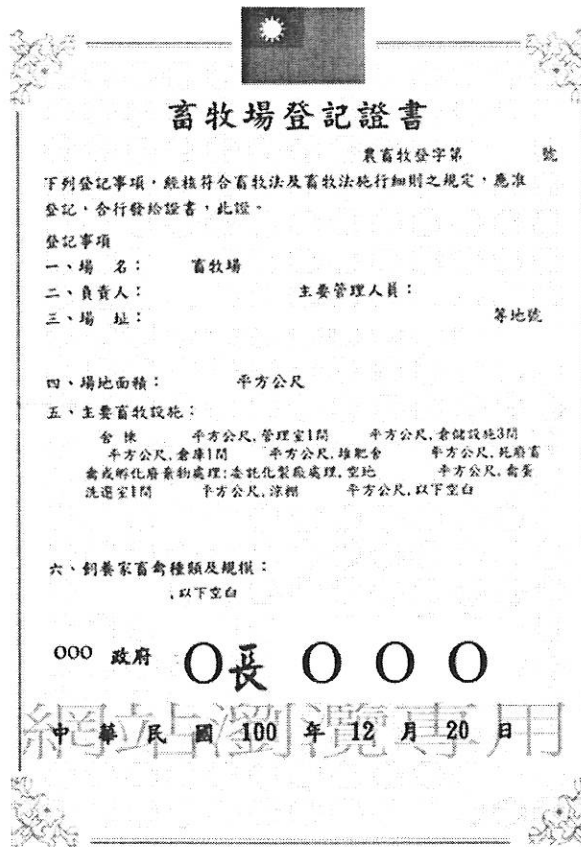 畜牧場登記證書
農畜牧登字第 號
下列登記事項，經核符合畜牧法及畜牧法施行細則之規定，應准
登記，合行發給證書，此證。
登記事項
一、場 名： 畜牧場
二、負責人： 主要管理人員：
三、場 址： 等地號
四、場地面積： 平方公尺
五、主要畜牧設施：
舍 棟 平方公尺,管理室1間 平方公尺,倉儲設施3間
平方公尺,倉庫1間 平方公尺,堆肥舍 平方公尺,死廢畜
禽或孵化廢棄物處理:委託化製廠處理,空地 平方公尺,禽蛋
洗選室1間 平方公尺,涼棚 平方公尺,以下空白
六、飼養家畜禽種類及規模：
,以下空白
OOO 政府 O長 O O O
中 華 民 國 100 年 12 月 20 日
網站瀏覽專用